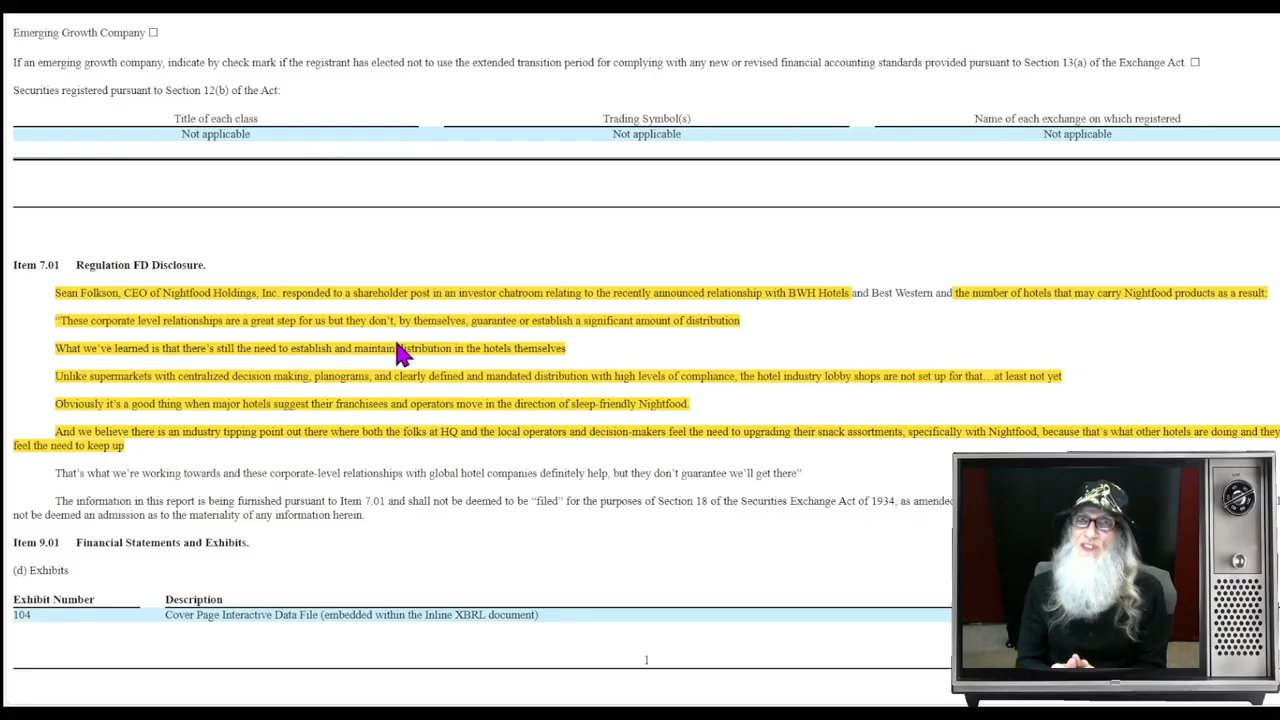 Emerging Growth Company ☐
If an emerging growth company, indicate by check mark if the registrant has elected not to use the extended transition period for complying with any new or revised financial accounting standards provided pursuant to Section 13(a) of the Exchange Act. ☐
Securities registered pursuant to Section 12(b) of the Act:
Title of each class Trading Symbol(s) Name of each exchange on which registered
Not applicable Not applicable Not applicable
Item 7.01 Regulation FD Disclosure.
Sean Folkson, CEO of Nightfood Holdings, Inc. responded to a shareholder post in an investor chatroom relating to the recently announced relationship with BWH Hotels and Best Western and the number of hotels that may carry Nightfood products as a result:
“These corporate level relationships are a great step for us but they don’t, by themselves, guarantee or establish a significant amount of distribution
What we’ve learned is that there’s still the need to establish and maintain distribution in the hotels themselves
Unlike supermarkets with centralized decision making, planograms, and clearly defined and mandated distribution with high levels of compliance, the hotel industry lobby shops are not set up for that…at least not yet
Obviously it’s a good thing when major hotels suggest their franchisees and operators move in the direction of sleep-friendly Nightfood.
And we believe there is an industry tipping point out there where both the folks at HQ and the local operators and decision-makers feel the need to upgrading their snack assortments, specifically with Nightfood, because that’s what other hotels are doing and they
feel the need to keep up
That’s what we’re working towards and these corporate-level relationships with global hotel companies definitely help, but they don’t guarantee we’ll get there”
The information in this report is being furnished pursuant to Item 7.01 and shall not be deemed to be “filed” for the purposes of Section 18 of the Securities Exchange Act of 1934, as amended
not be deemed an admission as to the materiality of any information herein.
Item 9.01 Financial Statements and Exhibits.
(d) Exhibits
Exhibit Number Description
104 Cover Page Interactive Data File (embedded within the Inline XBRL document)
1